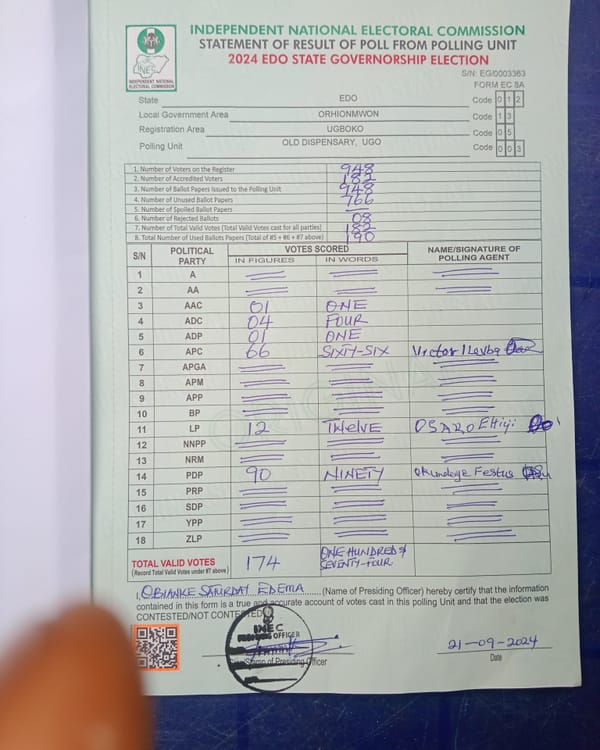 INDEPENDENT NATIONAL ELECTORAL COMMISSION
STATEMENT OF RESULT OF POLL FROM POLLING UNIT
2024 EDO STATE GOVERNORSHIP ELECTION
INEC
INDEPENDENT NATIONAL ELECTORAL COMMISSION
S/N: EG/0003363
FORM EC 8A
State EDO Code 0 1 2
Local Government Area ORHIONMWON Code 1 3
Registration Area UGBOKO Code 0 5
Polling Unit OLD DISPENSARY, UGO Code 0 0 3
1. Number of Voters on the Register 948
2. Number of Accredited Voters 182
3. Number of Ballot Papers Issued to the Polling Unit 948
4. Number of Unused Ballot Papers 766
5. Number of Spoiled Ballot Papers
6. Number of Rejected Ballots 08
7. Number of Total Valid Votes (Total Valid Votes cast for all parties) 182
8. Total Number of Used Ballots Papers (Total of #5 + #6 + #7 above) 190
S/N POLITICAL PARTY VOTES SCORED NAME/SIGNATURE OF POLLING AGENT
IN FIGURES IN WORDS
1 A
2 AA
3 AAC 01 ONE
4 ADC 04 FOUR
5 ADP 01 ONE
6 APC 66 SIXTY-SIX Victor
7 APGA
8 APM
9 APP
10 BP
11 LP 12 TWELVE OSARO
12 NNPP
13 NRM
14 PDP 90 NINETY Festus
15 PRP
16 SDP
17 YPP
18 ZLP
TOTAL VALID VOTES 174 ONE HUNDRED & SEVENTY-FOUR
(Record Total Valid Votes under #7 above)
I, OBIANKE SATURDAY EDEMA (Name of Presiding Officer) hereby certify that the information
contained in this form is a true and accurate account of votes cast in this polling Unit and that the election was
CONTESTED/NOT CONTESTED
INEC
PRESIDING OFFICER
Stamp of Presiding Officer
21-09-2024
Date